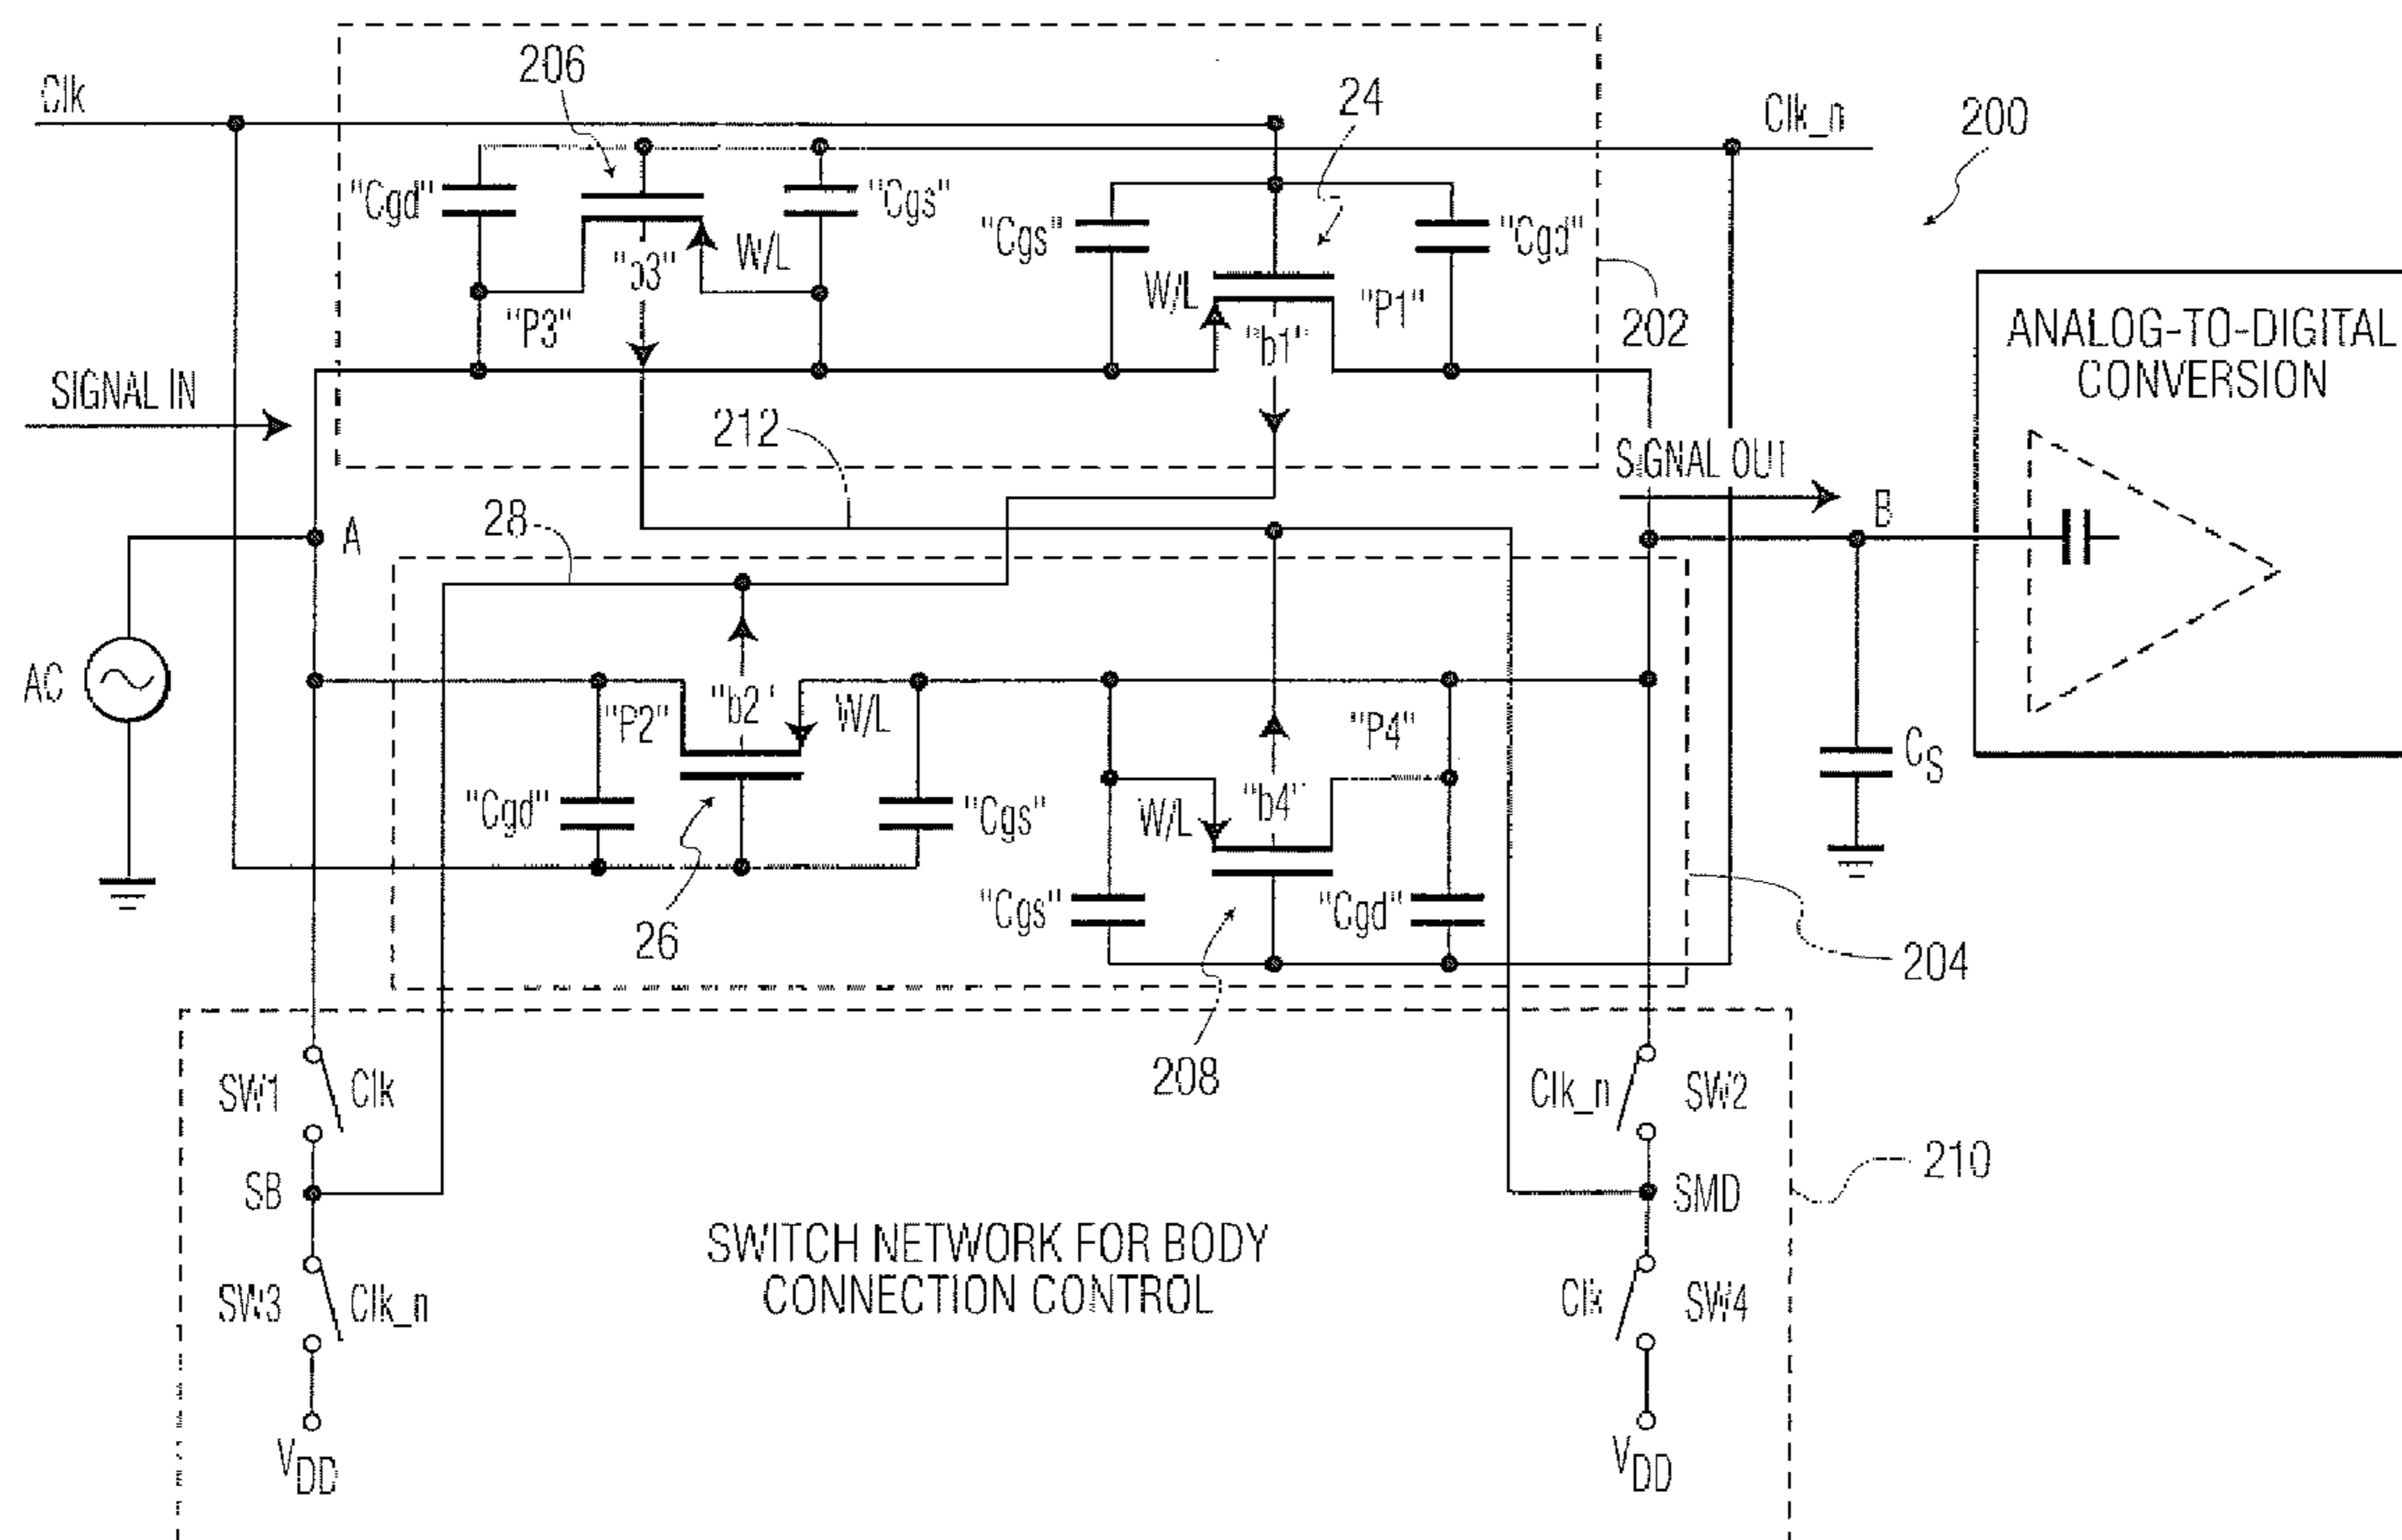 Clk
206
24
Clk_n
200
"Cgd"
"Cgs"
"Cgs"
"Cgd"
W/L
"b3"
"P3"
W/L
"P1"
"b1"
202
ANALOG-TO-DIGITAL
CONVERSION
SIGNAL IN
212
SIGNAL OUT
28
A
B
AC
"P2"
"b2"
W/L
"P4"
CS
"Cgd"
"Cgs"
W/L
"b4"
26
"Cgs"
"Cgd"
204
208
SW1
Clk
Clk_n
SW2
210
SB
SMD
SWITCH NETWORK FOR BODY
CONNECTION CONTROL
SW3
Clk_n
Clk
SW4
VDD
VDD